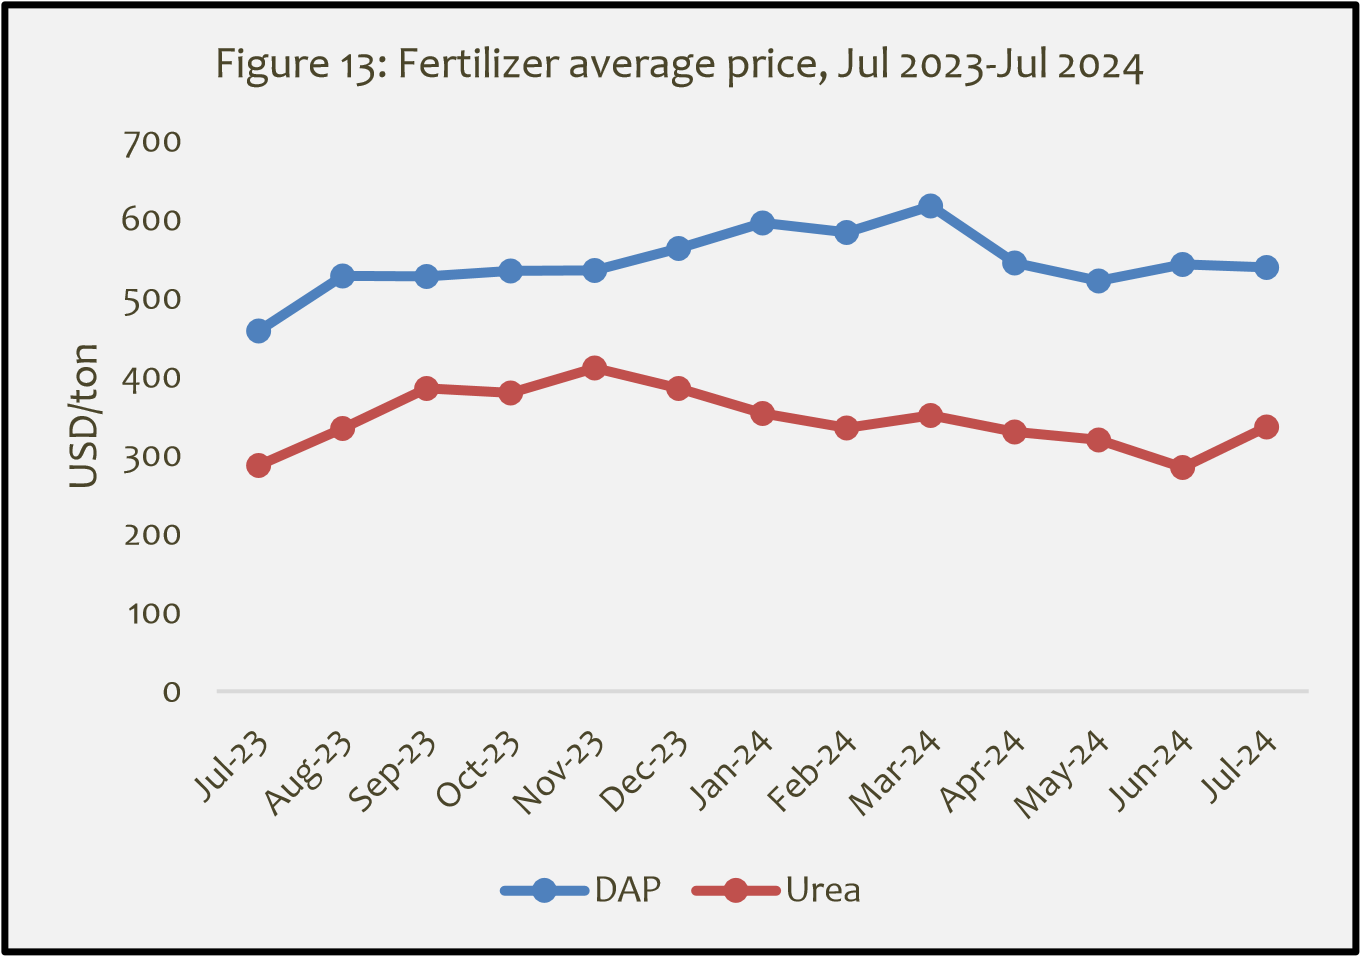 Figure 13: Fertilizer average price, Jul 2023-Jul 2024
700
600
500
400
300
200
100
0
USD/ton
Jul-23
Aug-23
Sep-23
Oct-23
Nov-23
Dec-23
Jan-24
Feb-24
Mar-24
Apr-24
May-24
Jun-24
Jul-24
DAP
Urea